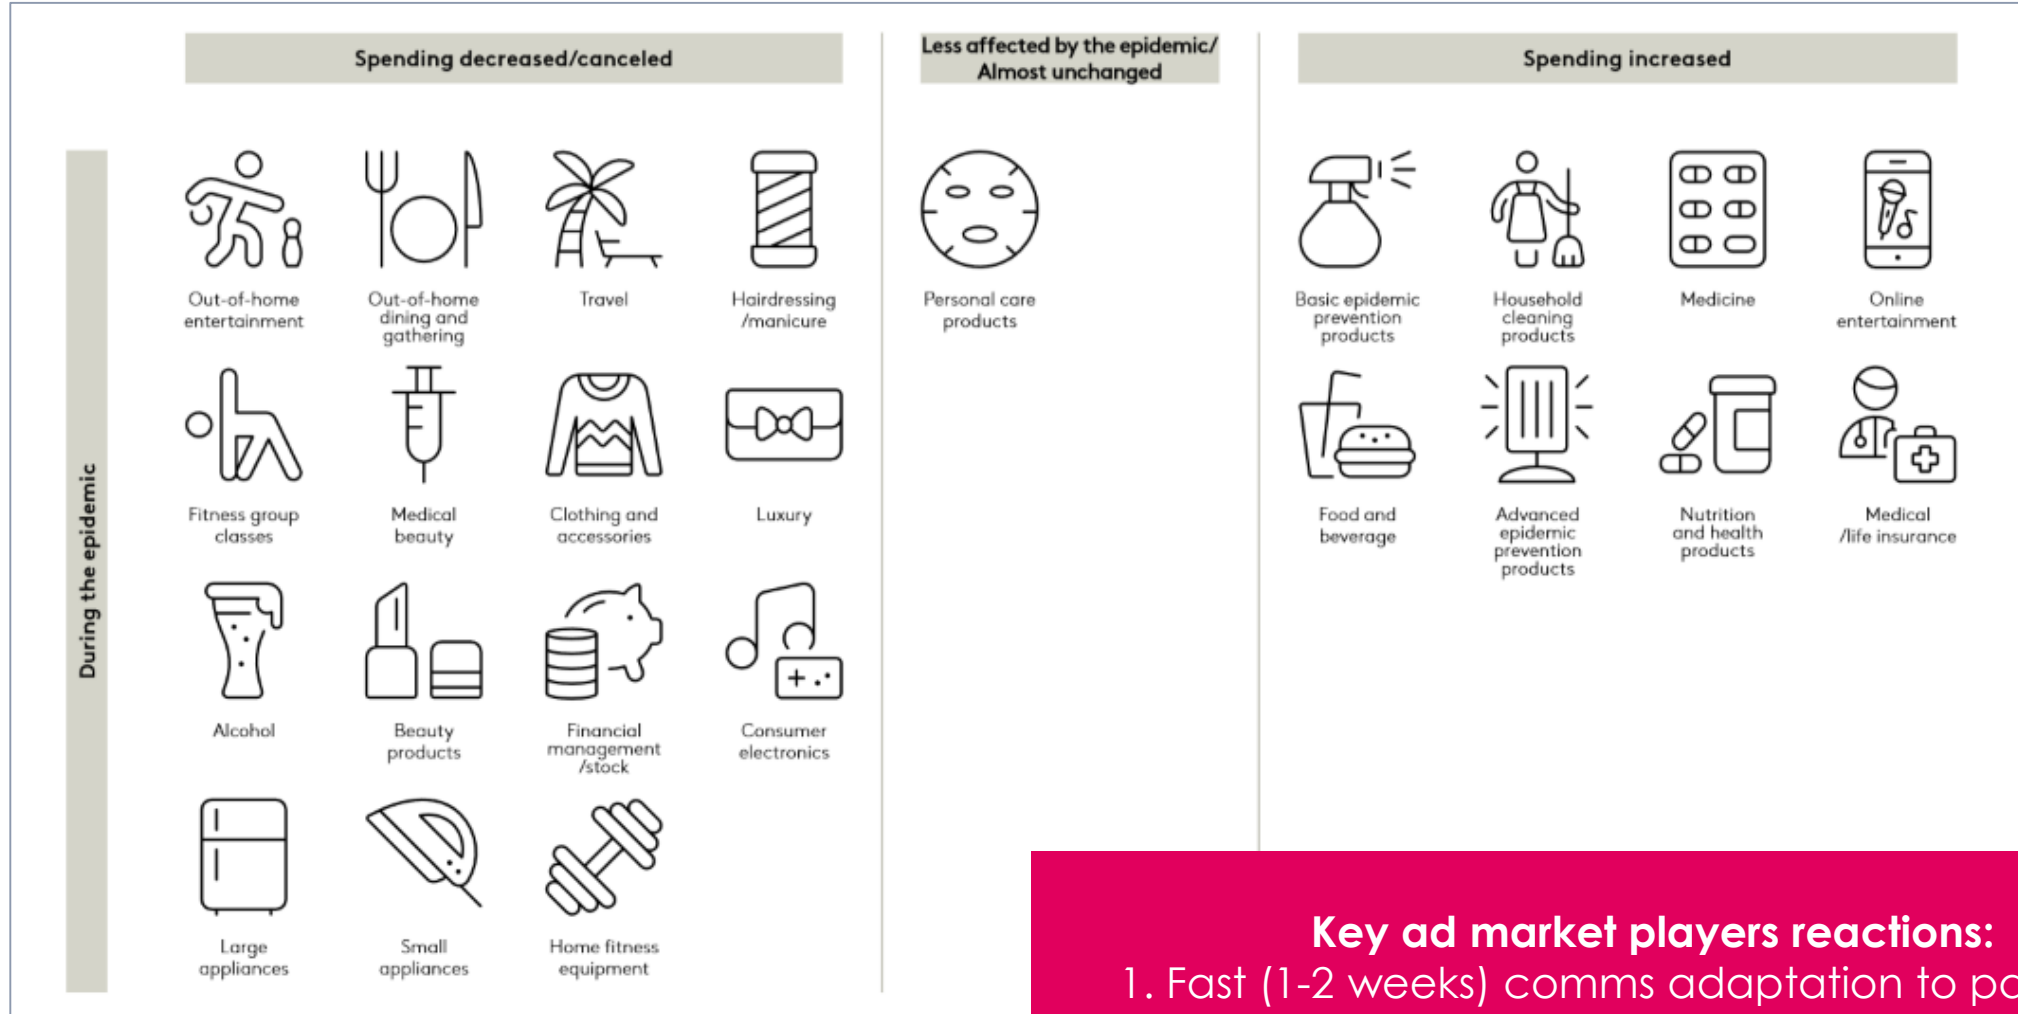 Spending decreased/canceled
Less affected by the epidemic/
Almost unchanged
Spending increased
During the epidemic
Out-of-home
entertainment
Out-of-home
dining and
gathering
Travel
Hairdressing
/manicure
Personal care
products
Basic epidemic
prevention
products
Household
cleaning
products
Medicine
Online
entertainment
Fitness group
classes
Medical
beauty
Clothing and
accessories
Luxury
Food and
beverage
Advanced
epidemic
prevention
products
Nutrition
and health
products
Medical
/life insurance
Alcohol
Beauty
products
Financial
management
/stock
Consumer
electronics
Large
appliances
Small
appliances
Home fitness
equipment
Key ad market players reactions:
1. Fast (1-2 weeks) comms adaptation to